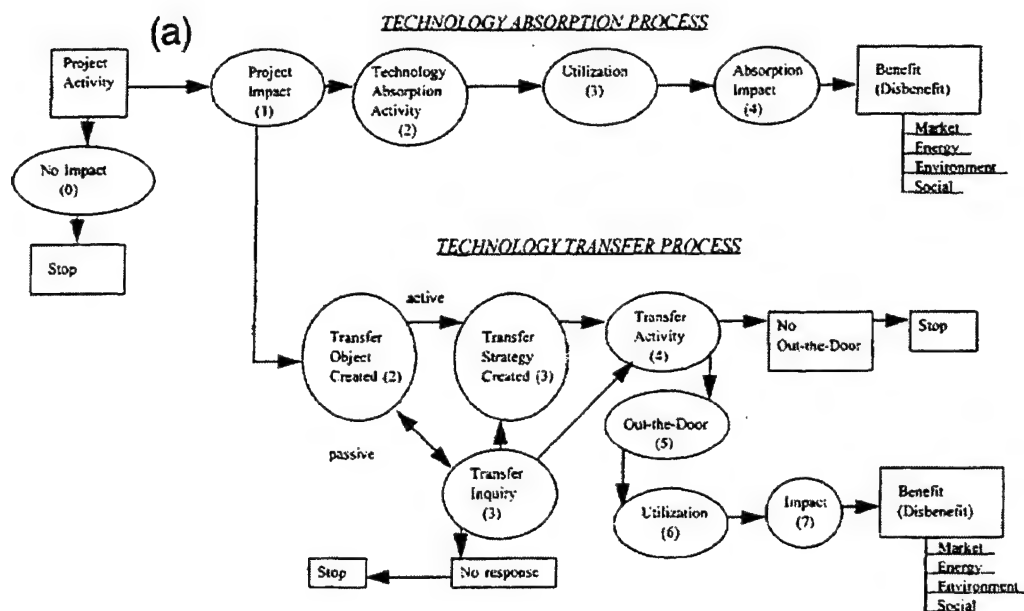 (a)
TECHNOLOGY ABSORPTION PROCESS
Project
Activity
Project
Impact
(1)
Technology
Absorption
Activity
(2)
Utilization
(3)
Absorption
Impact
(4)
Benefit
(Disbenefit)
Market
Energy
Environment
Social
No Impact
(0)
Stop
TECHNOLOGY TRANSFER PROCESS
active
Transfer
Object
Created (2)
Transfer
Strategy
Created (3)
Transfer
Activity
(4)
No
Out-the-Door
Stop
passive
Transfer
Inquiry
(3)
Out-the-Door
(5)
Utilization
(6)
Impact
(7)
Benefit
(Disbenefit)
Market
Energy
Environment
Social
Stop
No response